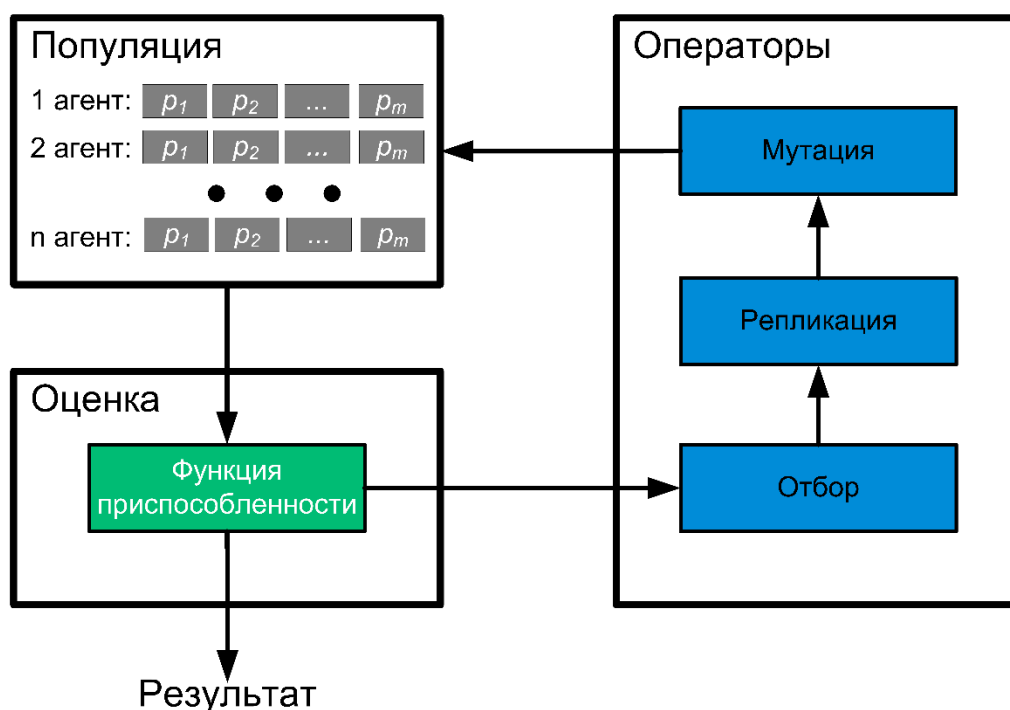 Популяция
1 агент: p₁ p₂ ... pₘ
2 агент: p₁ p₂ ... pₘ
n агент: p₁ p₂ ... pₘ
Оценка
Функция
приспособленности
Результат
Операторы
Мутация
Репликация
Отбор